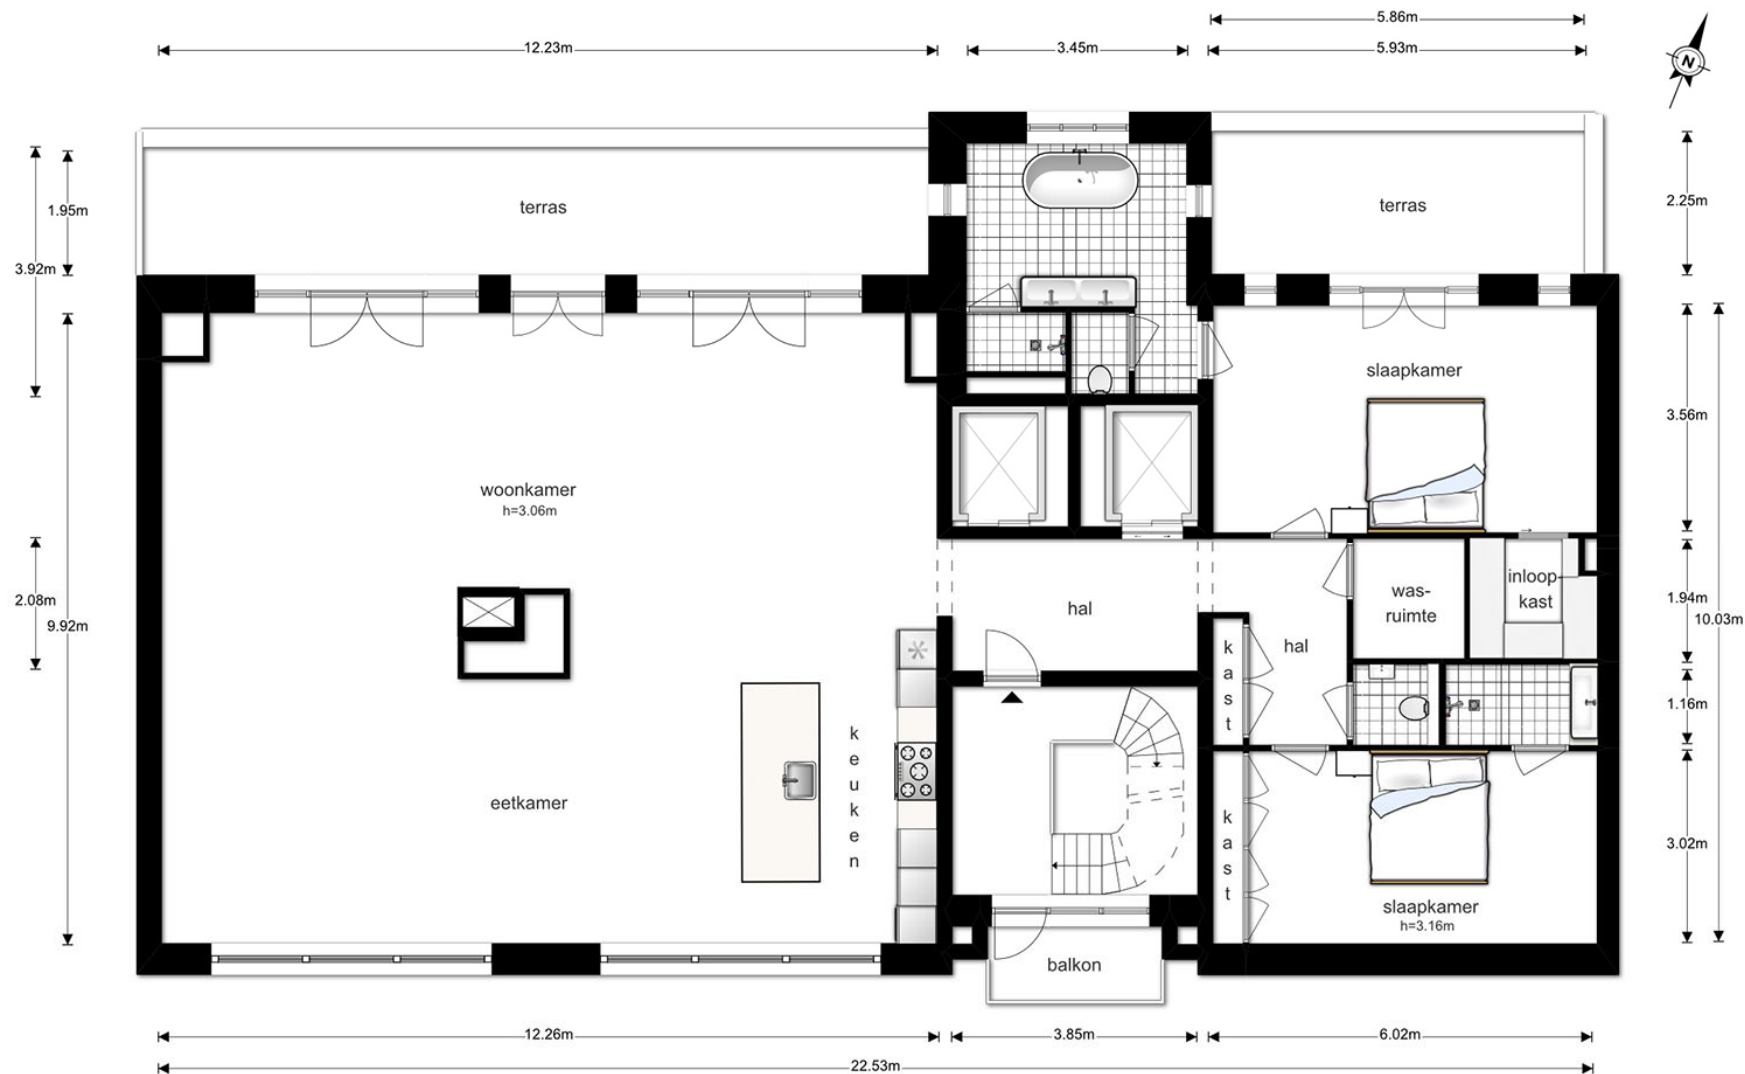 5.86m
12.23m
3.45m
5.93m
N
terras
terras
1.95m
2.25m
3.92m
slaapkamer
3.56m
woonkamer
h=3.06m
inloop-
kast
was-
ruimte
2.08m
hal
1.94m
10.03m
9.92m
hal
k
a
s
t
1.16m
k
e
u
k
e
n
eetkamer
k
a
s
t
3.02m
slaapkamer
h=3.16m
balkon
12.26m
3.85m
6.02m
22.53m